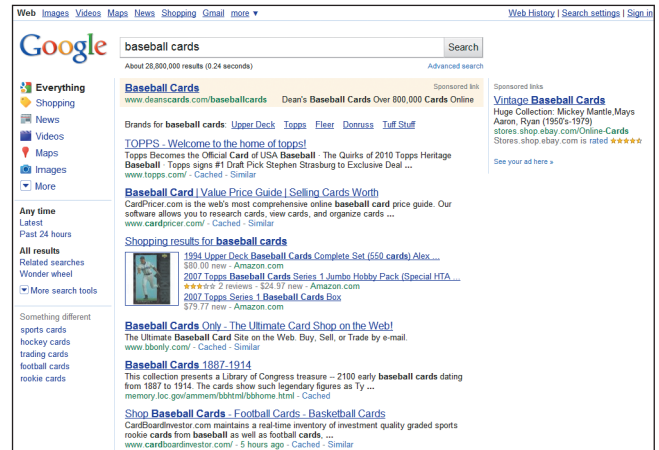 Web Images Videos Maps News Shopping Gmail more ▼
Web History | Search settings | Sign in
Google
baseball cards
Search
About 28,800,000 results (0.24 seconds)
Advanced search
Everything
Shopping
News
Videos
Maps
Images
More
Any time
Latest
Past 24 hours
All results
Related searches
Wonder wheel
More search tools
Something different
sports cards
hockey cards
trading cards
football cards
rookie cards
Baseball Cards
Sponsored link
www.deanscards.com/baseballcards Dean's Baseball Cards Over 800,000 Cards Online
Brands for baseball cards: Upper Deck Topps Fleer Donruss Tuff Stuff
TOPPS - Welcome to the home of topps!
Topps Becomes the Official Card of USA Baseball · The Quirks of 2010 Topps Heritage
Baseball · Topps signs #1 Draft Pick Stephen Strasburg to Exclusive Deal ...
www.topps.com/ - Cached - Similar
Baseball Card | Value Price Guide | Selling Cards Worth
CardPricer.com is the web's most comprehensive online baseball card price guide. Our
software allows you to research cards, view cards, and organize cards ...
www.cardpricer.com/ - Cached - Similar
Shopping results for baseball cards
1994 Upper Deck Baseball Cards Complete Set (550 cards) Alex ...
$80.00 new - Amazon.com
2007 Topps Baseball Cards Series 1 Jumbo Hobby Pack (Special HTA ...
2 reviews - $24.97 new - Amazon.com
2007 Topps Series 1 Baseball Cards Box
$79.77 new - Amazon.com
Baseball Cards Only - The Ultimate Card Shop on the Web!
The Ultimate Baseball Card Site on the Web. Buy, Sell, or Trade by e-mail.
www.bbonly.com/ - Cached - Similar
Baseball Cards 1887-1914
This collection presents a Library of Congress treasure -- 2100 early baseball cards dating
from 1887 to 1914. The cards show such legendary figures as Ty ...
memory.loc.gov/ammem/bbhtml/bbhome.html - Cached
Shop Baseball Cards - Football Cards - Basketball Cards
CardBoardInvestor.com maintains a real-time inventory of investment quality graded sports
rookie cards from baseball as well as football cards, ...
www.cardboardinvestor.com/ - 5 hours ago - Cached - Similar
Sponsored links
Vintage Baseball Cards
Huge Collection: Mickey Mantle,Mays
Aaron, Ryan (1950's-1979)
stores.shop.ebay.com/Online-Cards
Stores.shop.ebay.com is rated
See your ad here »